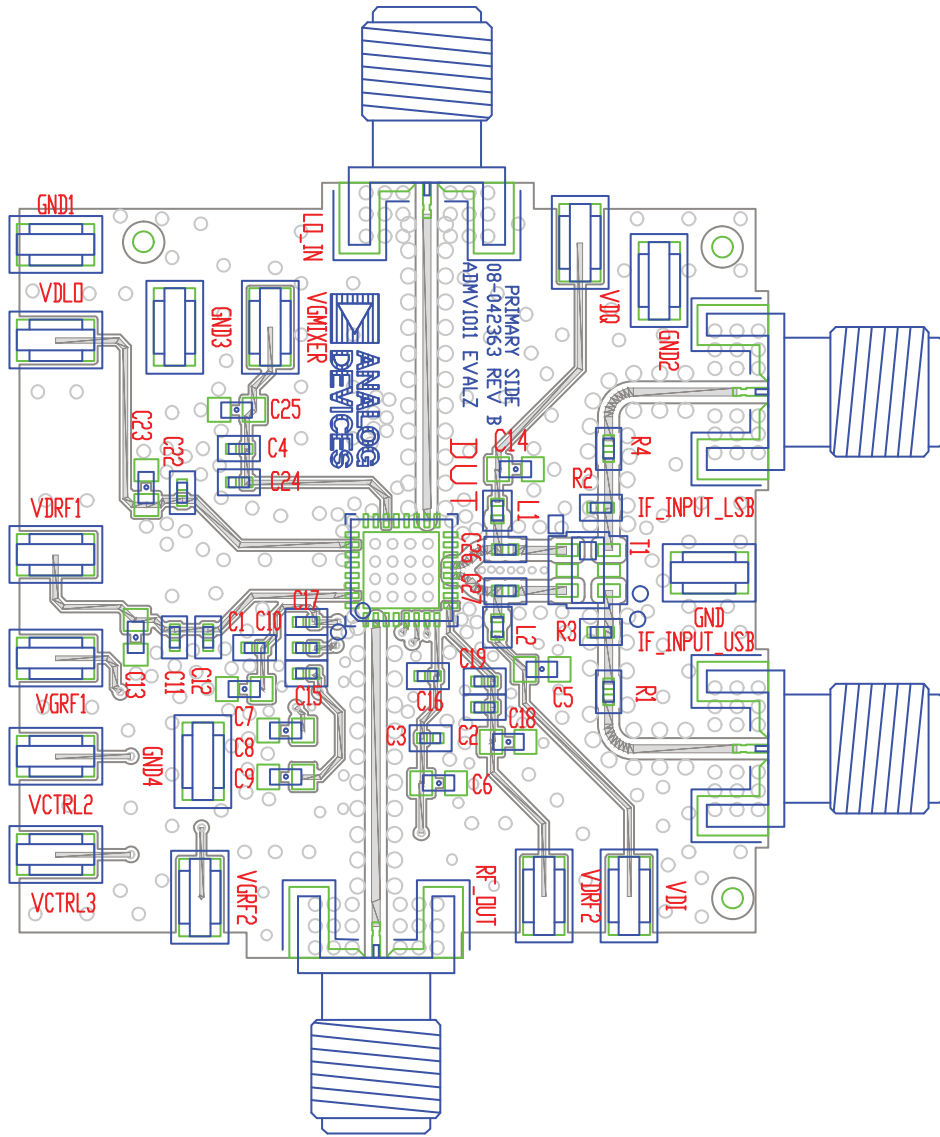 GND1
LO_IN
VDLO
GND3
VGMIXER
ANALOG
DEVICES
PRIMARY SIDE
08-042363 REV B
ADMV1011 EVALZ
VDQ
GND2
C25
C4
C24
C23
C22
DUT
C14
L1
R4
R2
IF_INPUT_LSB
VDRF1
C26
T1
C27
GND
C17
C1
C10
L2
R3
IF_INPUT_USB
C13
C11
C12
C15
C19
C16
C5
R1
VGRF1
C7
C8
C9
C3
C2
C18
C6
GND4
VCTRL2
VCTRL3
VGRF2
RF_OUT
VDRF2
VDI